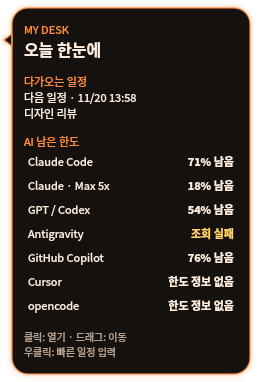 MY DESK
오늘 한눈에
다가오는 일정
다음 일정 · 11/20 13:58
디자인 리뷰
AI 남은 한도
Claude Code 71% 남음
Claude · Max 5x 18% 남음
GPT / Codex 54% 남음
Antigravity 조회 실패
GitHub Copilot 76% 남음
Cursor 한도 정보 없음
opencode 한도 정보 없음
클릭: 열기 · 드래그: 이동
우클릭: 빠른 일정 입력